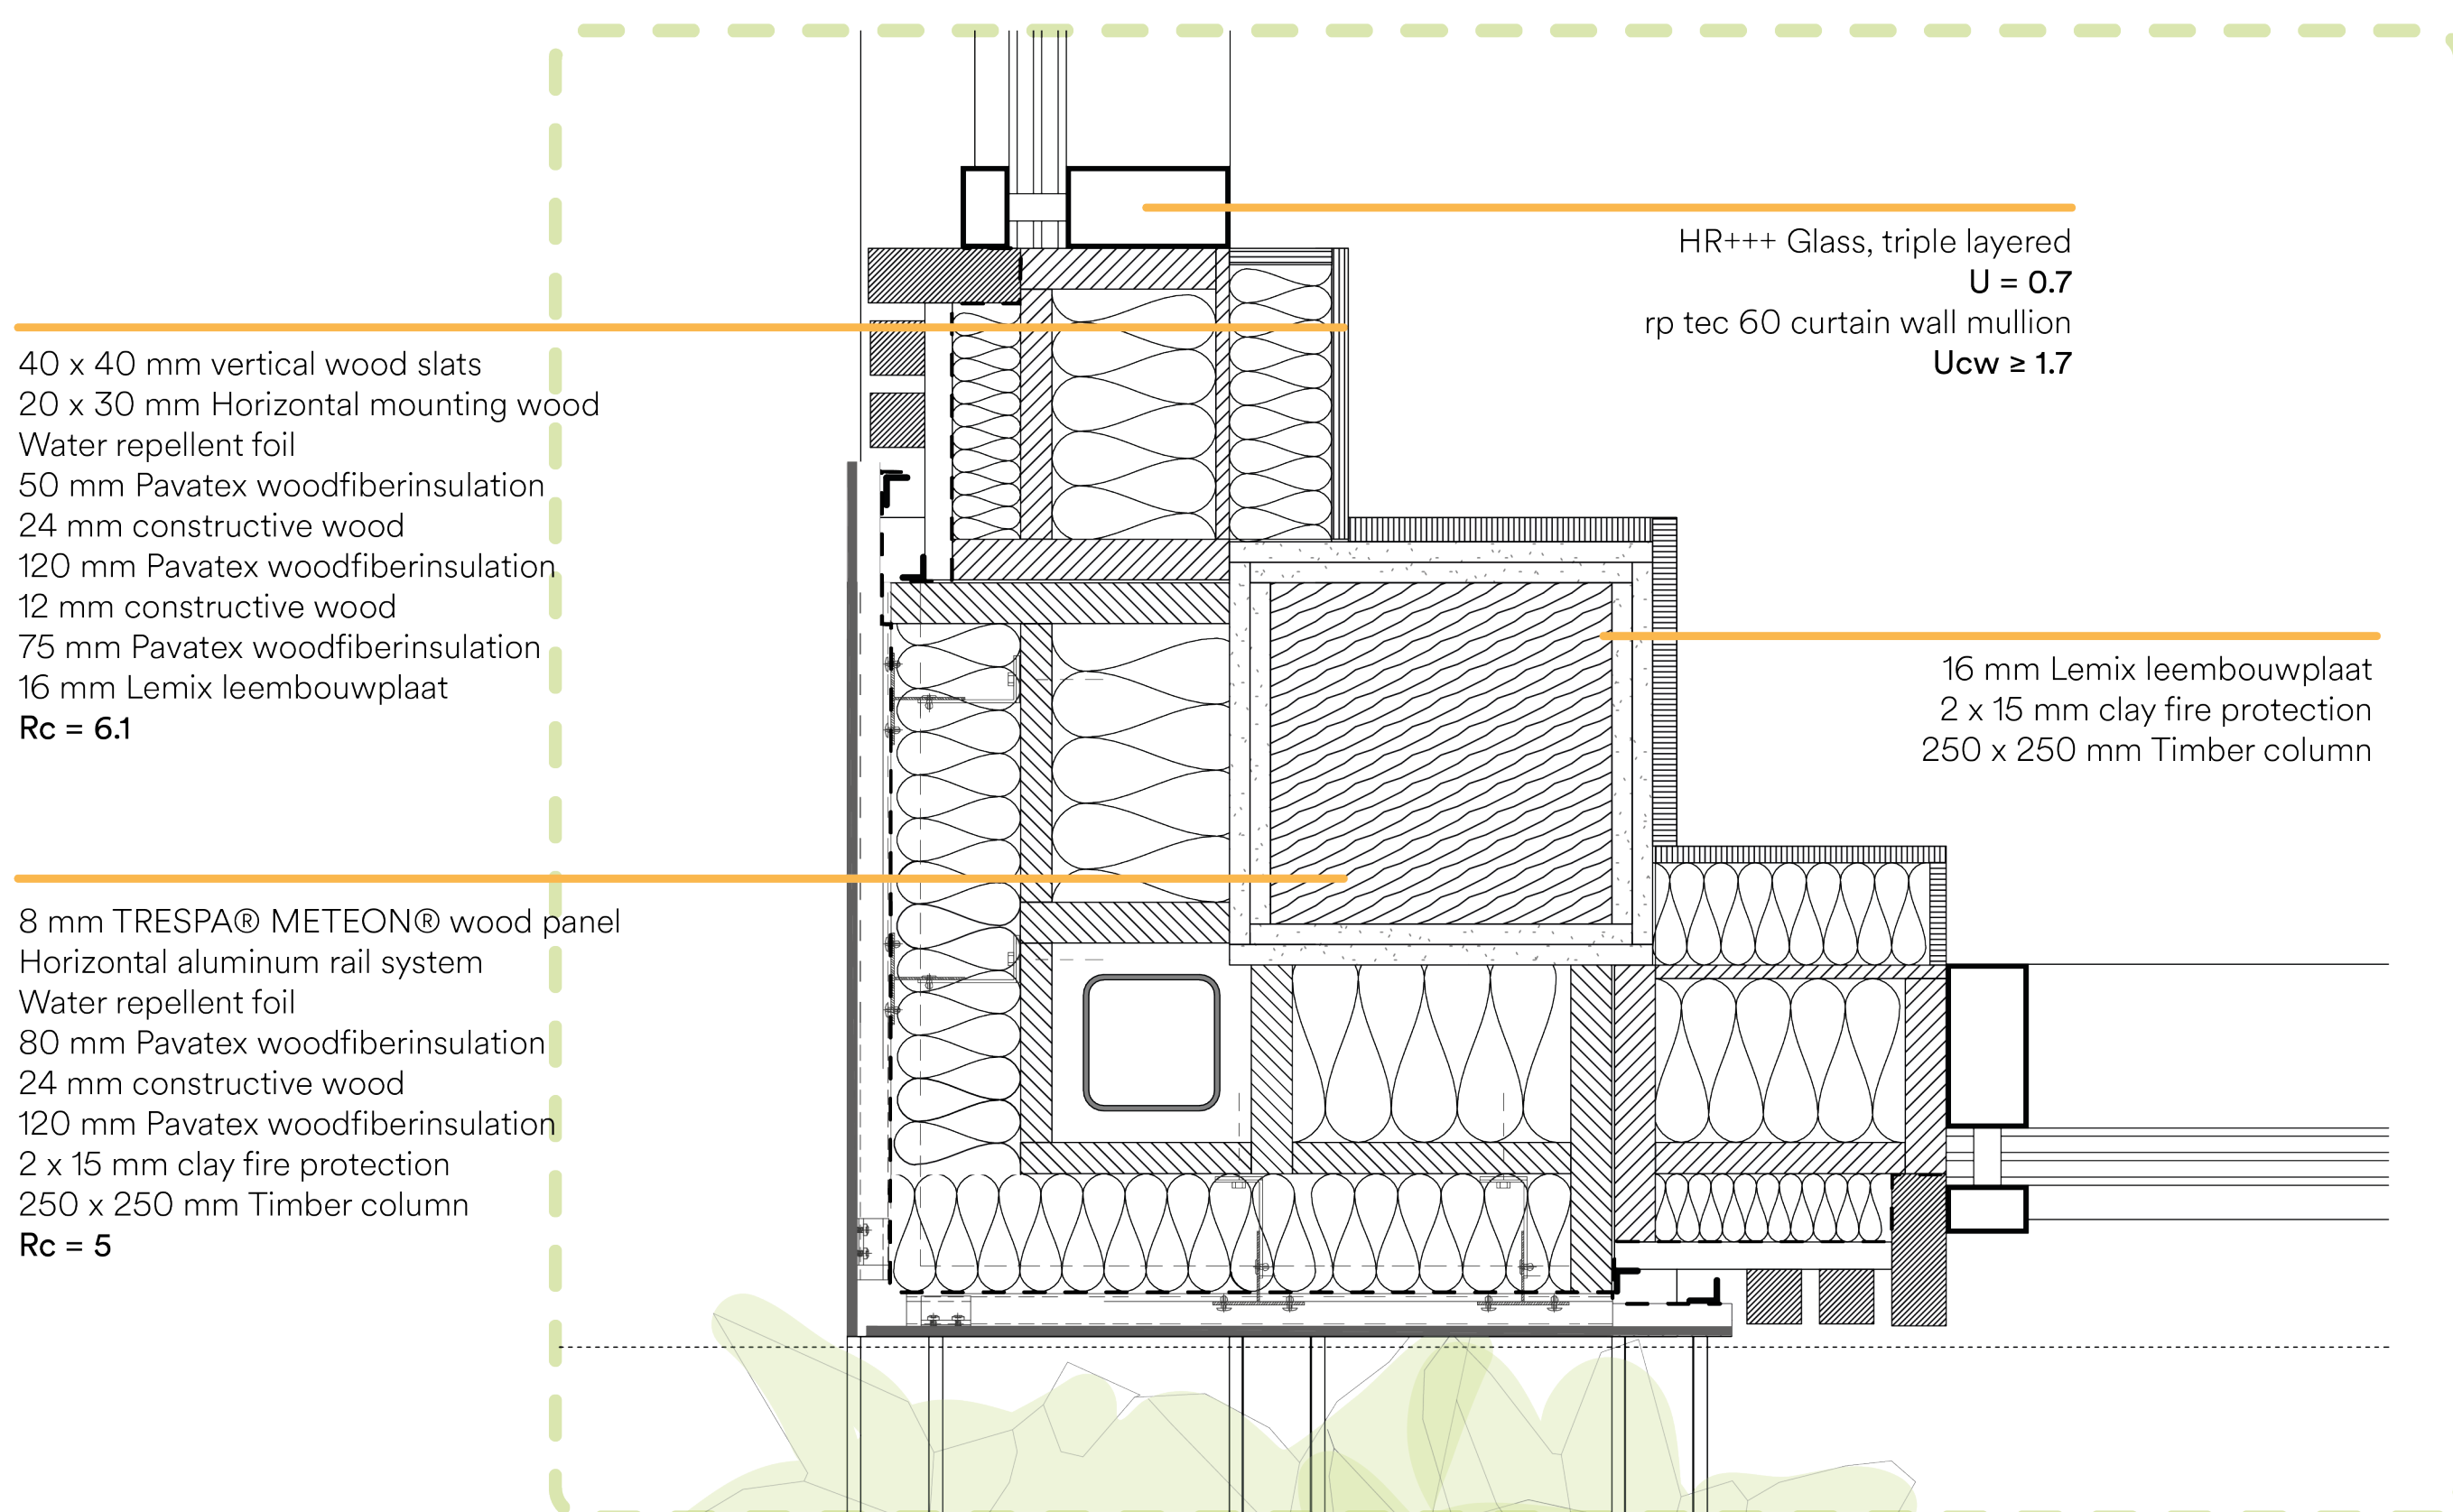 HR+++ Glass, triple layered
U = 0.7
rp tec 60 curtain wall mullion
Ucw ≥ 1.7
40 x 40 mm vertical wood slats
20 x 30 mm Horizontal mounting wood
Water repellent foil
50 mm Pavatex woodfiberinsulation
24 mm constructive wood
120 mm Pavatex woodfiberinsulation
12 mm constructive wood
75 mm Pavatex woodfiberinsulation
16 mm Lemix leembouwplaat
Rc = 6.1
16 mm Lemix leembouwplaat
2 x 15 mm clay fire protection
250 x 250 mm Timber column
8 mm TRESPA® METEON® wood panel
Horizontal aluminum rail system
Water repellent foil
80 mm Pavatex woodfiberinsulation
24 mm constructive wood
120 mm Pavatex woodfiberinsulation
2 x 15 mm clay fire protection
250 x 250 mm Timber column
Rc = 5